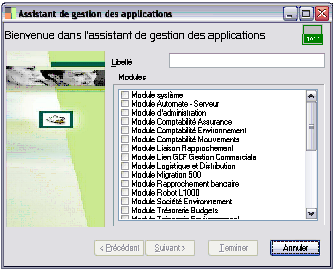 Assistant de gestion des applications
Bienvenue dans l'assistant de gestion des applications
Libellé
Modules
Module système
Module Automate - Serveur
Module d'administration
Module Comptabilité Assurance
Module Comptabilité Environnement
Module Comptabilité Mouvements
Module Liaison Rapprochement
Module Lien GCF Gestion Commerciale
Module Logistique et Distribution
Module Migration 500
Module Rapprochement bancaire
Module Robot L1000
Module Société Environnement
Module Trésorerie Budgets
Module Trésorerie Environnement
< Précédent
Suivant >
Terminer
Annuler